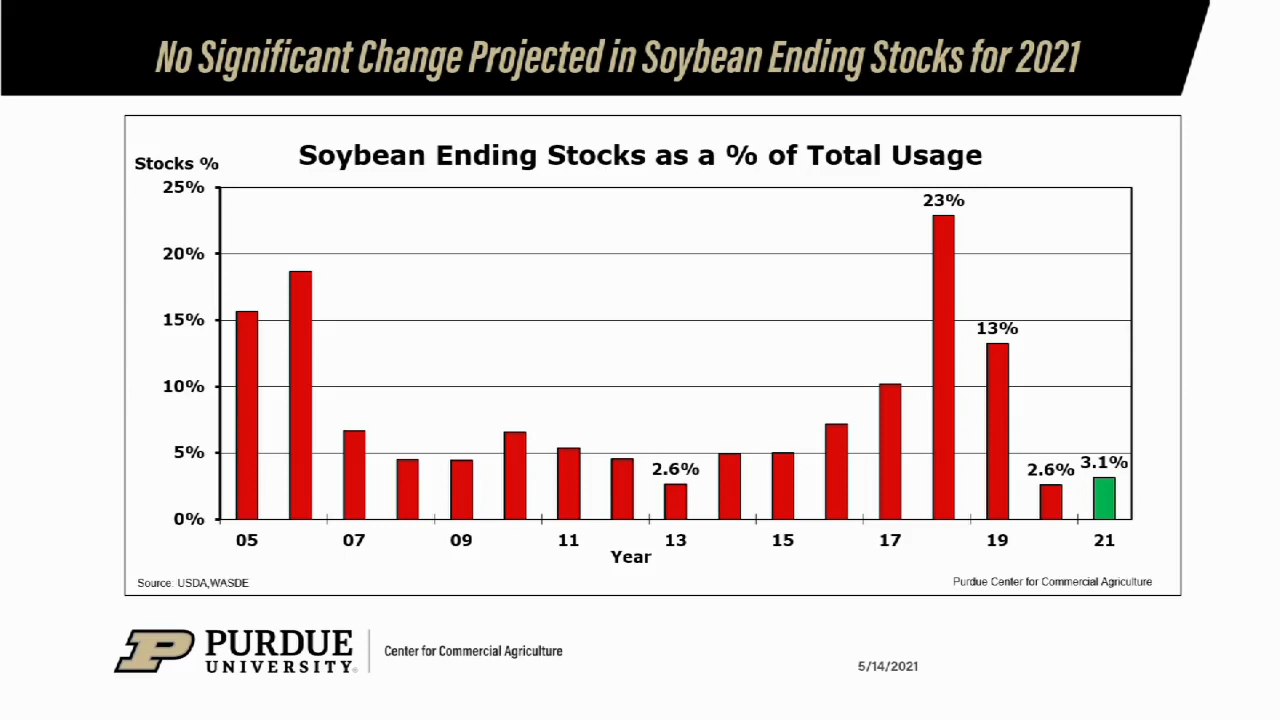 No Significant Change Projected in Soybean Ending Stocks for 2021
Soybean Ending Stocks as a % of Total Usage
Stocks %
25%
20%
15%
10%
5%
0%
23%
13%
2.6%
2.6%
3.1%
05 07 09 11 13 15 17 19 21
Year
Source: USDA,WASDE
Purdue Center for Commercial Agriculture
PURDUE
UNIVERSITY.
Center for Commercial Agriculture
5/14/2021